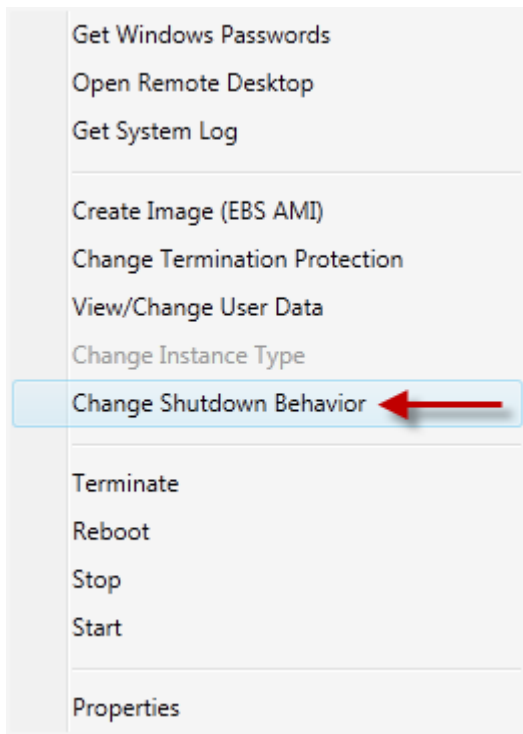 Get Windows Passwords
Open Remote Desktop
Get System Log
Create Image (EBS AMI)
Change Termination Protection
View/Change User Data
Change Instance Type
Change Shutdown Behavior
Terminate
Reboot
Stop
Start
Properties